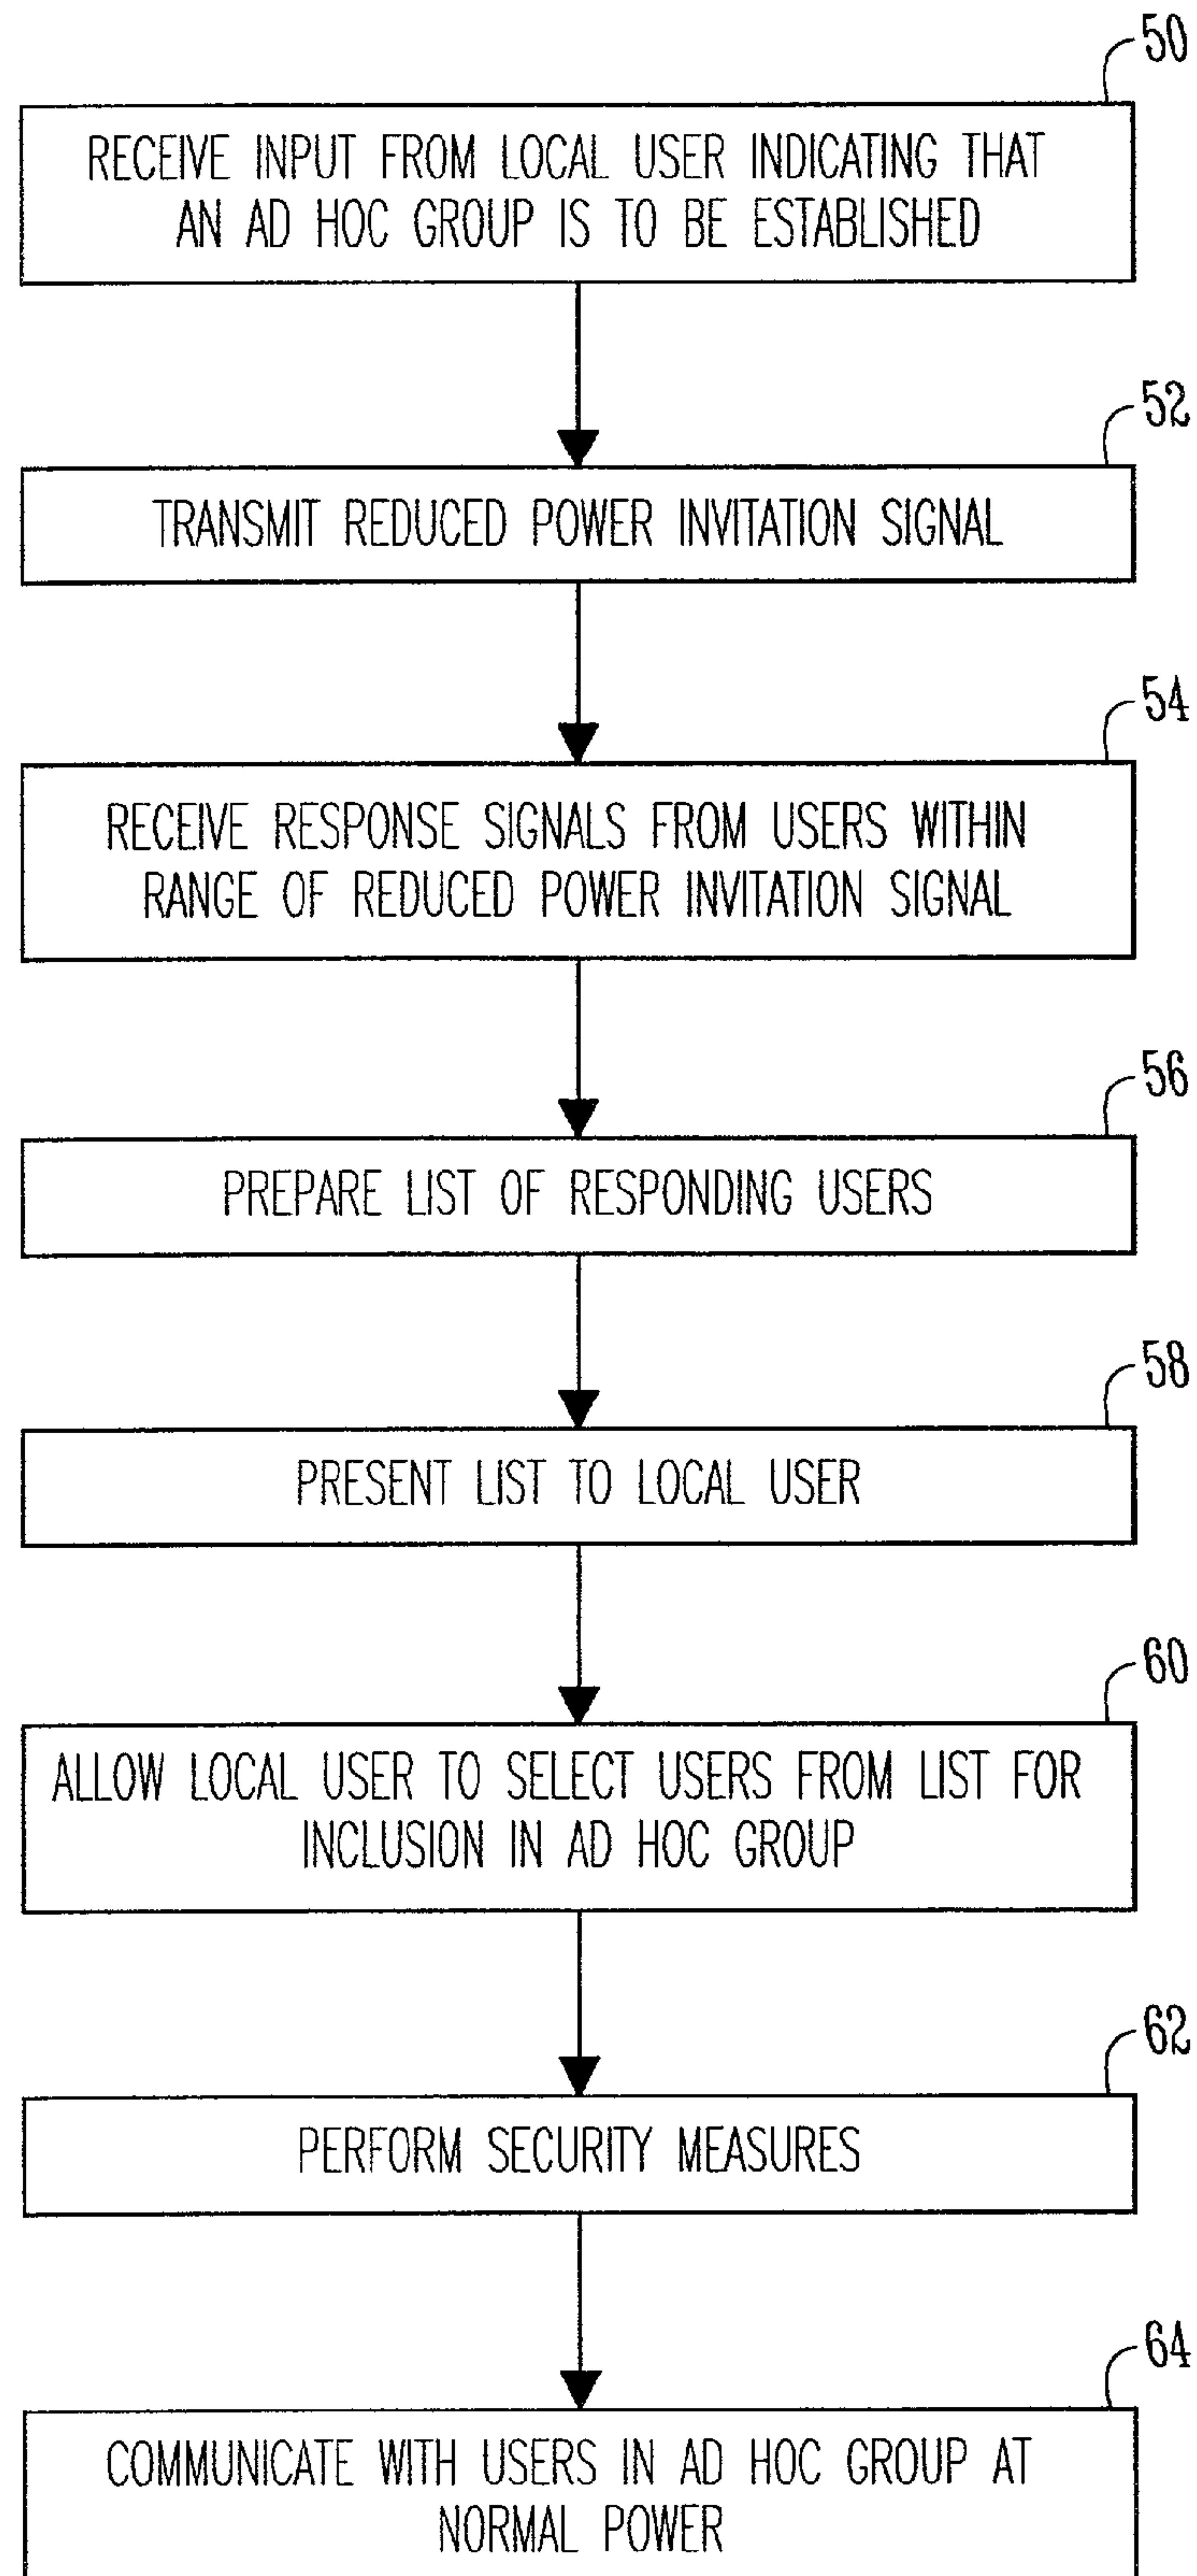 50
RECEIVE INPUT FROM LOCAL USER INDICATING THAT
AN AD HOC GROUP IS TO BE ESTABLISHED
52
TRANSMIT REDUCED POWER INVITATION SIGNAL
54
RECEIVE RESPONSE SIGNALS FROM USERS WITHIN
RANGE OF REDUCED POWER INVITATION SIGNAL
56
PREPARE LIST OF RESPONDING USERS
58
PRESENT LIST TO LOCAL USER
60
ALLOW LOCAL USER TO SELECT USERS FROM LIST FOR
INCLUSION IN AD HOC GROUP
62
PERFORM SECURITY MEASURES
64
COMMUNICATE WITH USERS IN AD HOC GROUP AT
NORMAL POWER